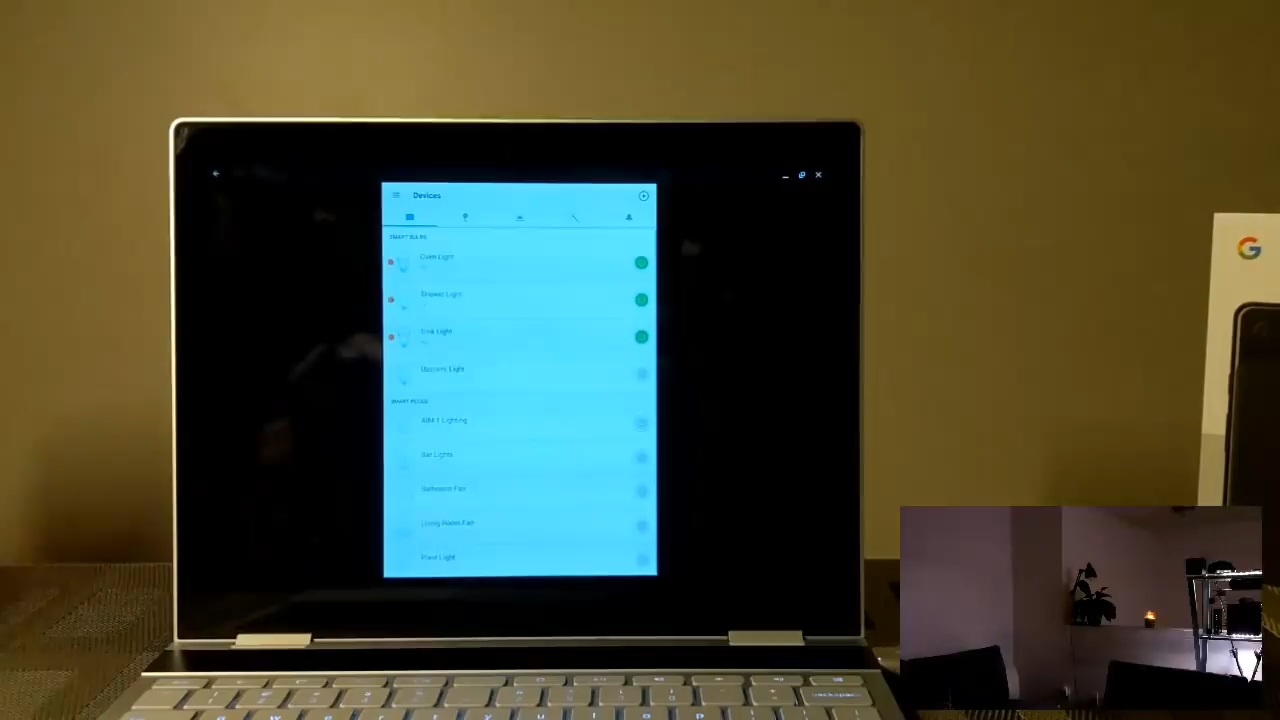 Devices
SMART BULBS
Oven Light
Shower Light
Sink Light
Upstairs Light
SMART PLUGS
Bar Lights
Bathroom Fan
Living Room Fan
Plant Light
G
backspace
q w e r t y u i o p